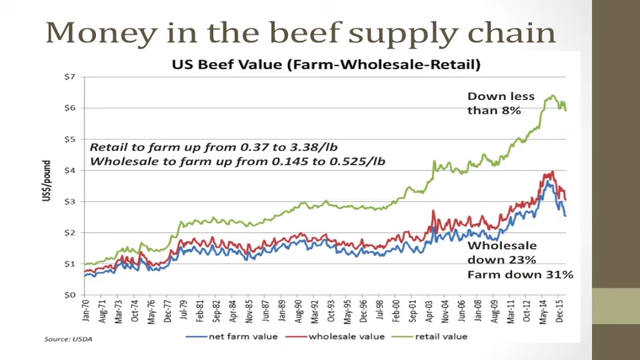 Money in the beef supply chain
US Beef Value (Farm-Wholesale-Retail)
$7
$6
$5
$4
$3
$2
$1
$0
US$/pound
Down less
than 8%
Retail to farm up from 0.37 to 3.38/lb
Wholesale to farm up from 0.145 to 0.525/lb
Wholesale
down 23%
Farm down 31%
Jan-70
Aug-71
Mar-73
Oct-74
May-76
Dec-77
Jul-79
Feb-81
Sep-82
Apr-84
Nov-85
Jun-87
Jan-89
Aug-90
Mar-92
Oct-93
May-95
Dec-96
Jul-98
Feb-00
Sep-01
Apr-03
Nov-04
Jun-06
Jan-08
Aug-09
Mar-11
Oct-12
May-14
Dec-15
net farm value
wholesale value
retail value
Source: USDA